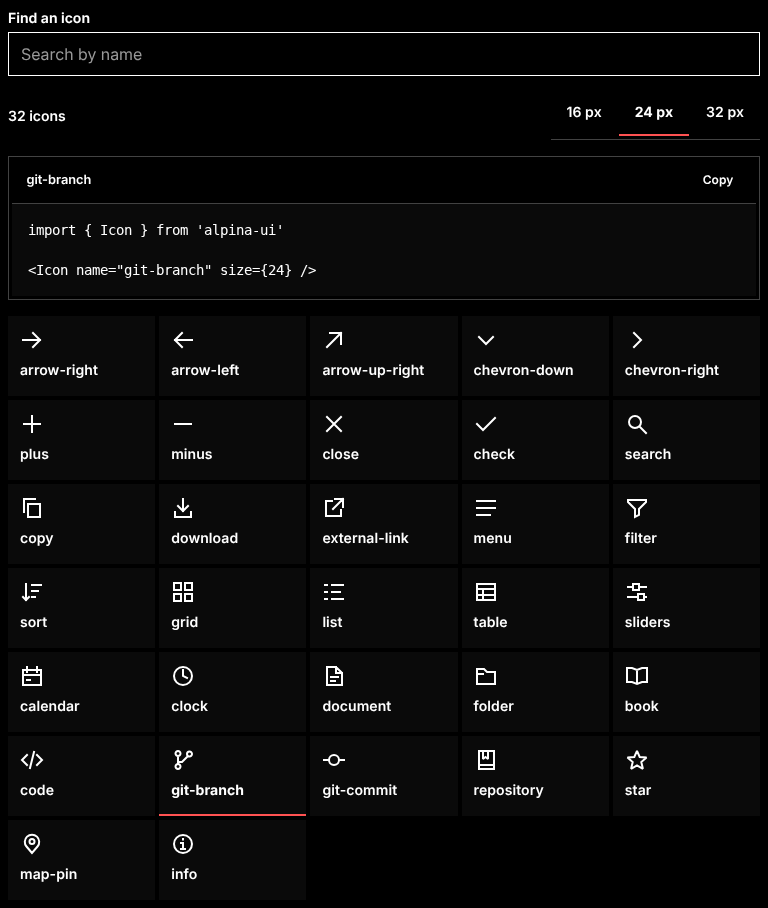 Find an icon
Search by name
32 icons
16 px 24 px 32 px
git-branch Copy
import { Icon } from 'alpina-ui'
<Icon name="git-branch" size={24} />
arrow-right arrow-left arrow-up-right chevron-down chevron-right
plus minus close check search
copy download external-link menu filter
sort grid list table sliders
calendar clock document folder book
code git-branch git-commit repository star
map-pin info